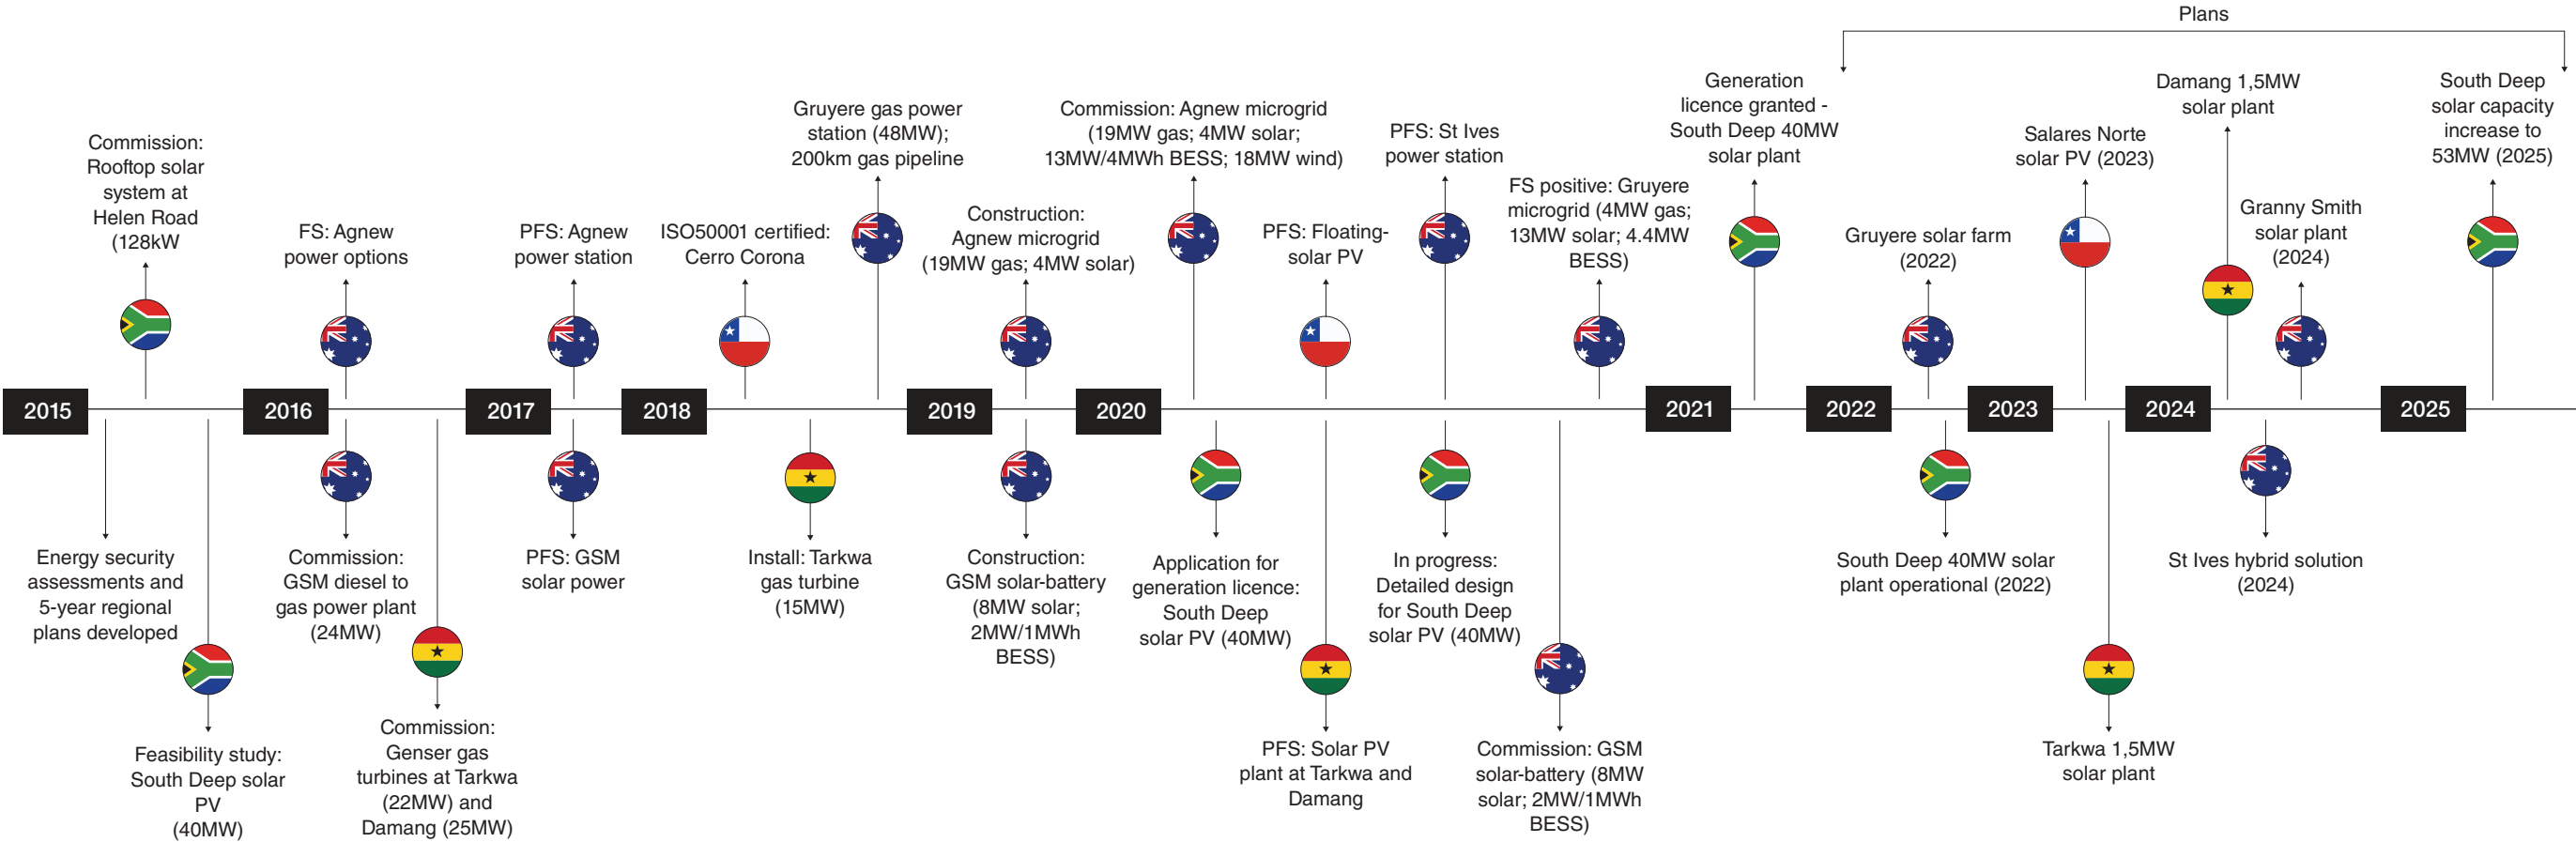 Plans
Commission:
Rooftop solar
system at
Helen Road
(128kW
FS: Agnew
power options
PFS: Agnew
power station
ISO50001 certified:
Cerro Corona
Gruyere gas power
station (48MW);
200km gas pipeline
Construction:
Agnew microgrid
(19MW gas; 4MW solar)
Commission: Agnew microgrid
(19MW gas; 4MW solar;
13MW/4MWh BESS; 18MW wind)
PFS: Floating-
solar PV
PFS: St Ives
power station
FS positive: Gruyere
microgrid (4MW gas;
13MW solar; 4.4MW
BESS)
Generation
licence granted -
South Deep 40MW
solar plant
Gruyere solar farm
(2022)
Salares Norte
solar PV (2023)
Damang 1,5MW
solar plant
Granny Smith
solar plant
(2024)
South Deep
solar capacity
increase to
53MW (2025)
2015
2016
2017
2018
2019
2020
2021
2022
2023
2024
2025
Energy security
assessments and
5-year regional
plans developed
Feasibility study:
South Deep solar
PV
(40MW)
Commission:
GSM diesel to
gas power plant
(24MW)
Commission:
Genser gas
turbines at Tarkwa
(22MW) and
Damang (25MW)
PFS: GSM
solar power
Install: Tarkwa
gas turbine
(15MW)
Construction:
GSM solar-battery
(8MW solar;
2MW/1MWh
BESS)
Application for
generation licence:
South Deep
solar PV (40MW)
PFS: Solar PV
plant at Tarkwa and
Damang
In progress:
Detailed design
for South Deep
solar PV (40MW)
Commission: GSM
solar-battery (8MW
solar; 2MW/1MWh
BESS)
South Deep 40MW solar
plant operational (2022)
Tarkwa 1,5MW
solar plant
St Ives hybrid solution
(2024)